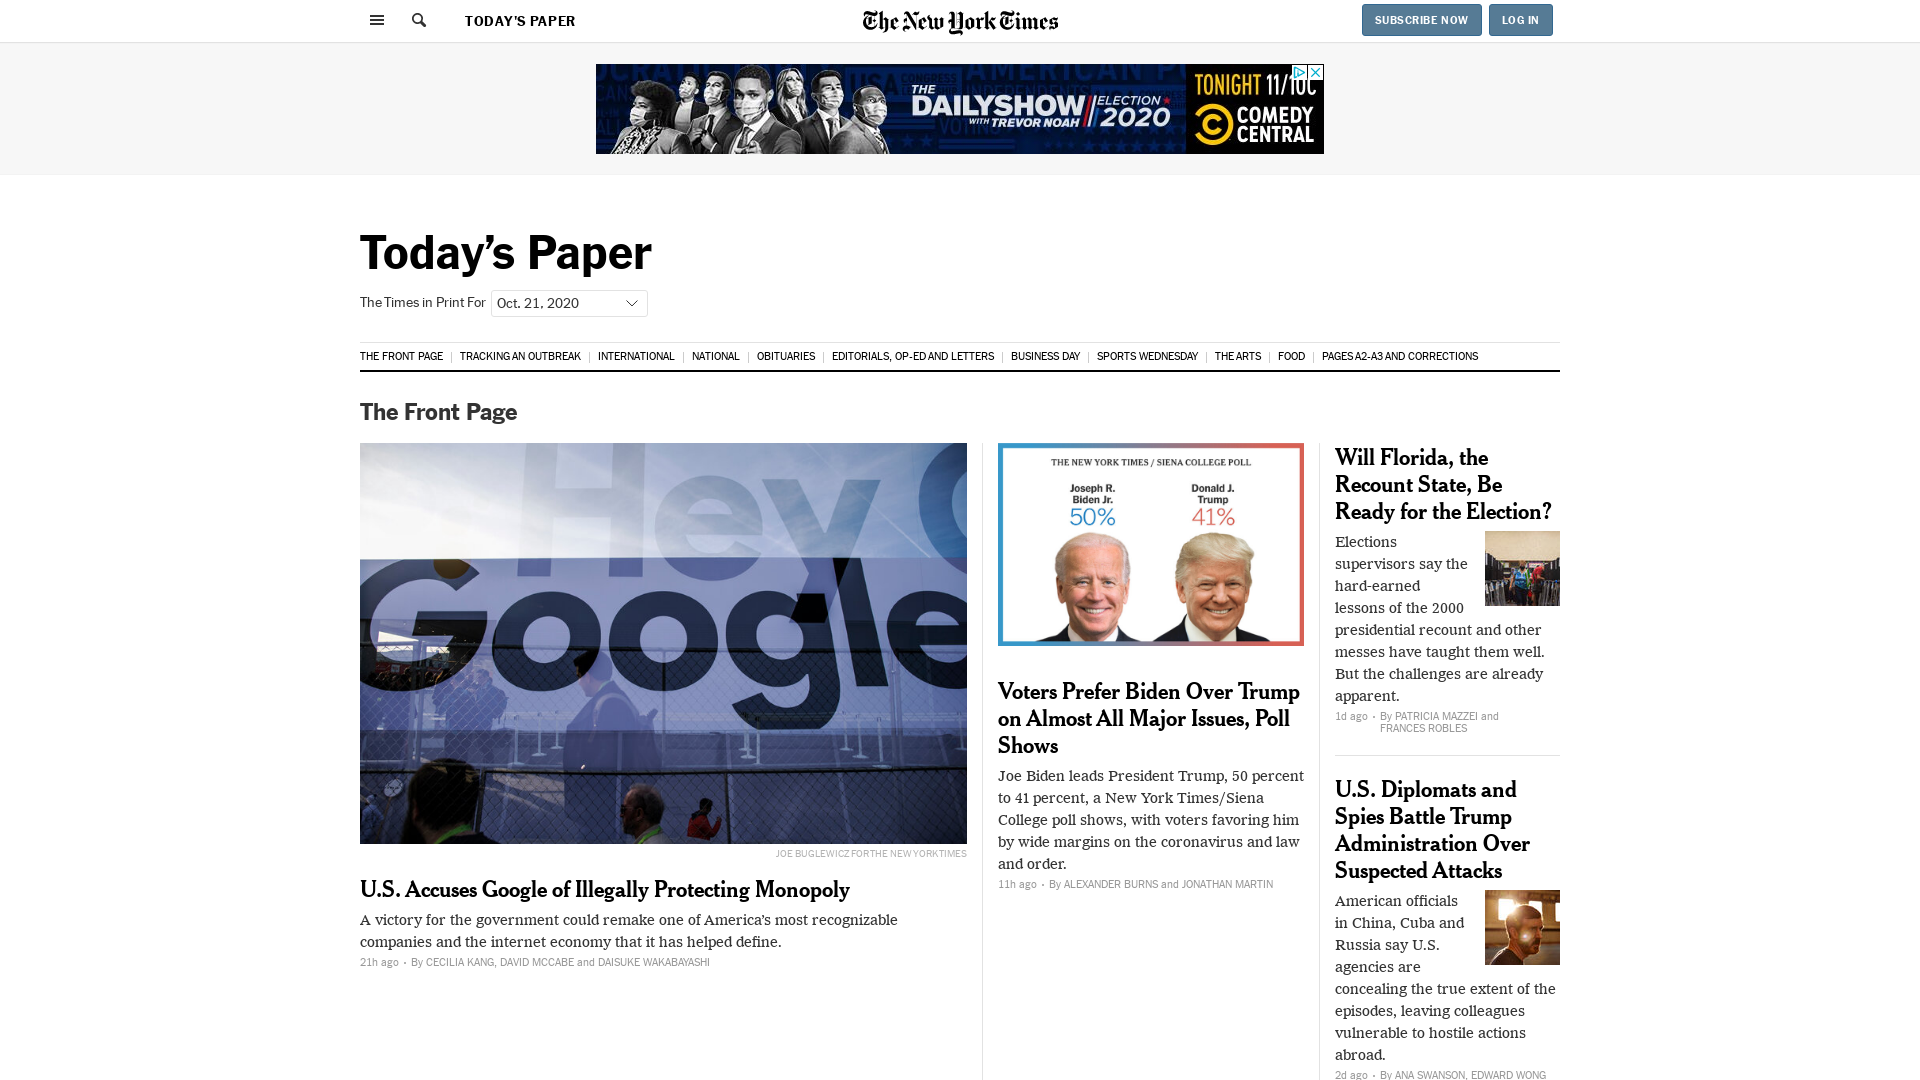 TODAY'S PAPER
The New York Times
SUBSCRIBE NOW
LOG IN
THE DAILYSHOW WITH TREVOR NOAH
ELECTION 2020
TONIGHT 11/10C
COMEDY CENTRAL
Today's Paper
The Times in Print For Oct. 21, 2020
THE FRONT PAGE | TRACKING AN OUTBREAK | INTERNATIONAL | NATIONAL | OBITUARIES | EDITORIALS, OP-ED AND LETTERS | BUSINESS DAY | SPORTS WEDNESDAY | THE ARTS | FOOD | PAGES A2-A3 AND CORRECTIONS
The Front Page
Hey G
Google
JOE BUGLEWICZ FOR THE NEW YORK TIMES
U.S. Accuses Google of Illegally Protecting Monopoly
A victory for the government could remake one of America's most recognizable
companies and the internet economy that it has helped define.
21h ago • By CECILIA KANG, DAVID MCCABE and DAISUKE WAKABAYASHI
THE NEW YORK TIMES / SIENA COLLEGE POLL
Joseph R. Biden Jr. 50%
Donald J. Trump 41%
Voters Prefer Biden Over Trump
on Almost All Major Issues, Poll
Shows
Joe Biden leads President Trump, 50 percent
to 41 percent, a New York Times/Siena
College poll shows, with voters favoring him
by wide margins on the coronavirus and law
and order.
11h ago • By ALEXANDER BURNS and JONATHAN MARTIN
Will Florida, the
Recount State, Be
Ready for the Election?
Elections
supervisors say the
hard-earned
lessons of the 2000
presidential recount and other
messes have taught them well.
But the challenges are already
apparent.
1d ago • By PATRICIA MAZZEI and
FRANCES ROBLES
U.S. Diplomats and
Spies Battle Trump
Administration Over
Suspected Attacks
American officials
in China, Cuba and
Russia say U.S.
agencies are
concealing the true extent of the
episodes, leaving colleagues
vulnerable to hostile actions
abroad.
2d ago • By ANA SWANSON, EDWARD WONG